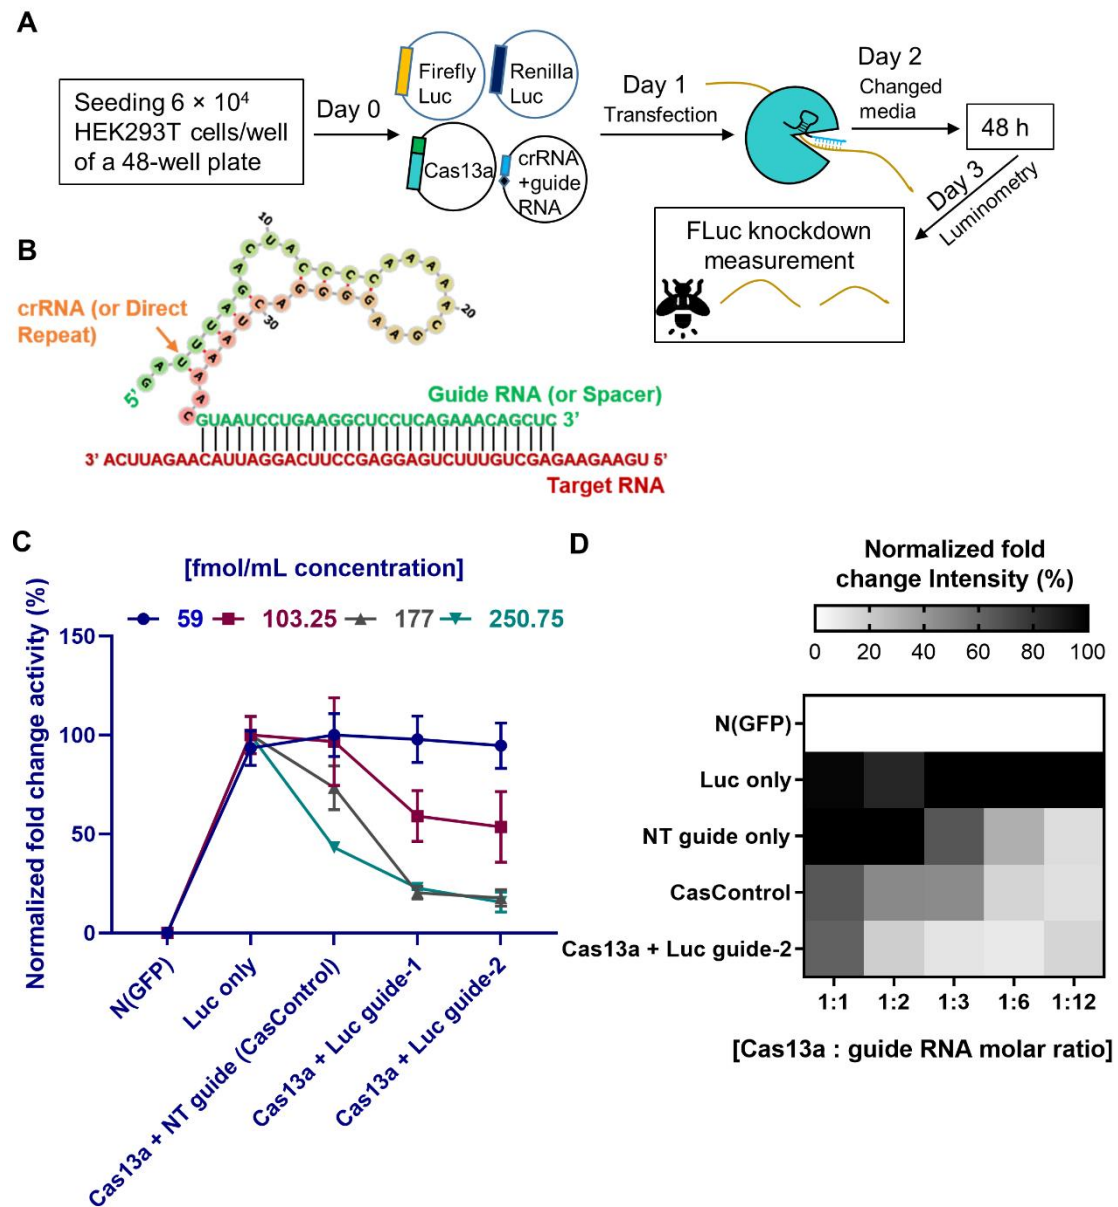 A
Seeding 6 × 10⁴
HEK293T cells/well
of a 48-well plate
Day 0
Firefly
Luc
Renilla
Luc
Cas13a
crRNA
+guide
RNA
Day 1
Transfection
Day 2
Changed
media
48 h
Day 3
Luminometry
FLuc knockdown
measurement
B
crRNA (or Direct
Repeat)
5’
GAUUUAGACUACCCCAAAAACGAAGGGGACUAAAAC
10
20
30
Guide RNA (or Spacer)
GUAAUCCUGAAGGCUCCUCAGAAACAGCUC 3’
3’ ACUUAGAACAUUAGGACUUCCGAGGAGUCUUUGUCGAGAAGAAGU 5’
Target RNA
C
[fmol/mL concentration]
59 103.25 177 250.75
Normalized fold change activity (%)
150
100
50
0
N(GFP)
Luc only
Cas13a + NT guide (CasControl)
Cas13a + Luc guide-1
Cas13a + Luc guide-2
D
Normalized fold
change Intensity (%)
0 20 40 60 80 100
N(GFP)
Luc only
NT guide only
CasControl
Cas13a + Luc guide-2
1:1 1:2 1:3 1:6 1:12
[Cas13a : guide RNA molar ratio]